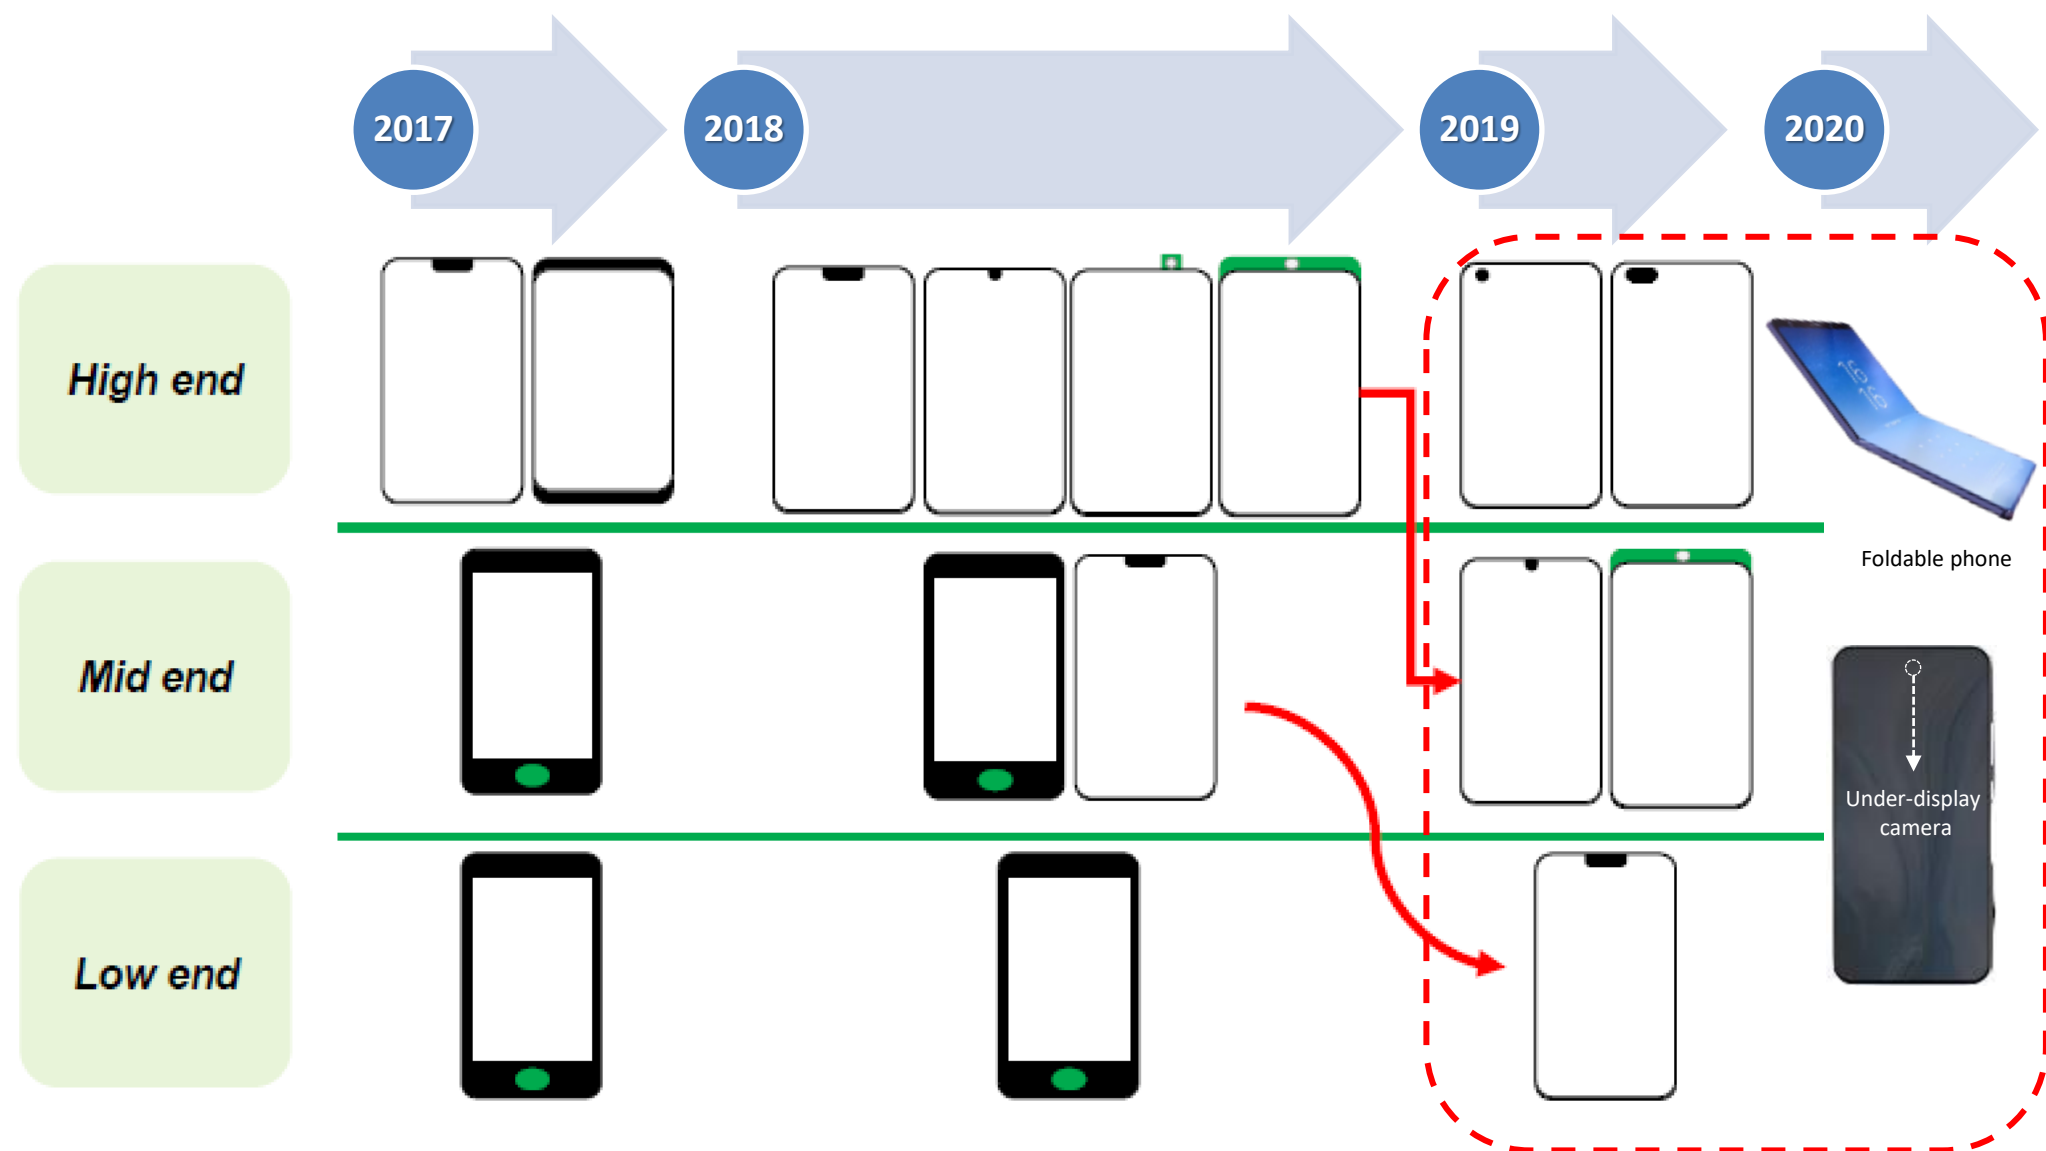 2017
2018
2019
2020
High end
Foldable phone
Mid end
Under-display
camera
Low end